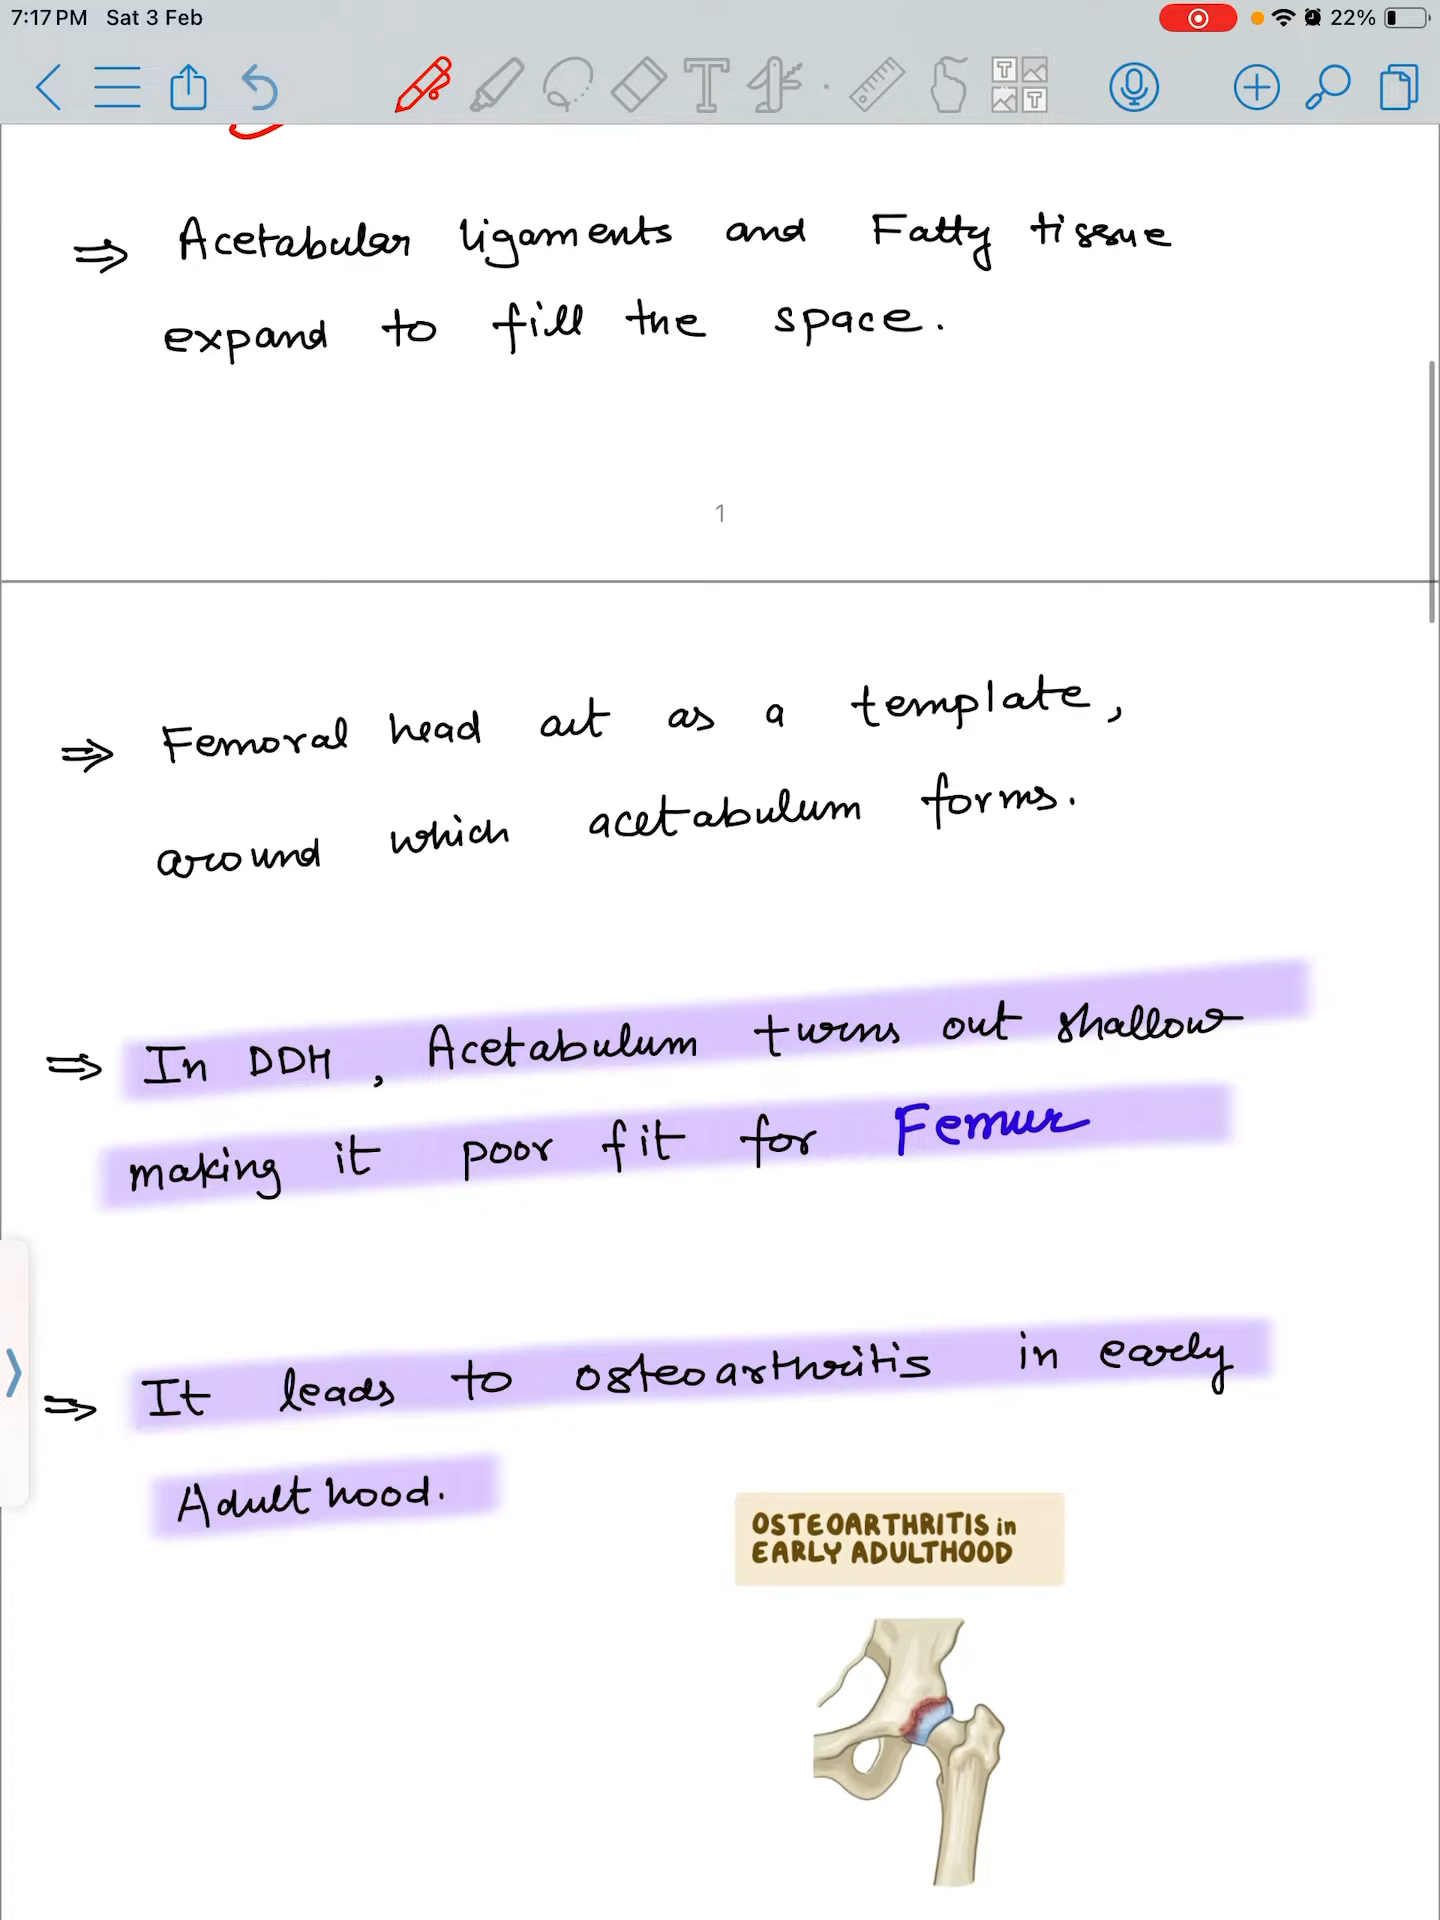 7:17 PM Sat 3 Feb 22%
⇒ Acetabular ligaments and Fatty tissue
expand to fill the space.
1
⇒ Femoral head act as a template,
around which acetabulum forms.
⇒ In DDH, Acetabulum turns out shallow
making it poor fit for Femur
⇒ It leads to osteoarthritis in early
Adulthood.
OSTEOARTHRITIS in
EARLY ADULTHOOD